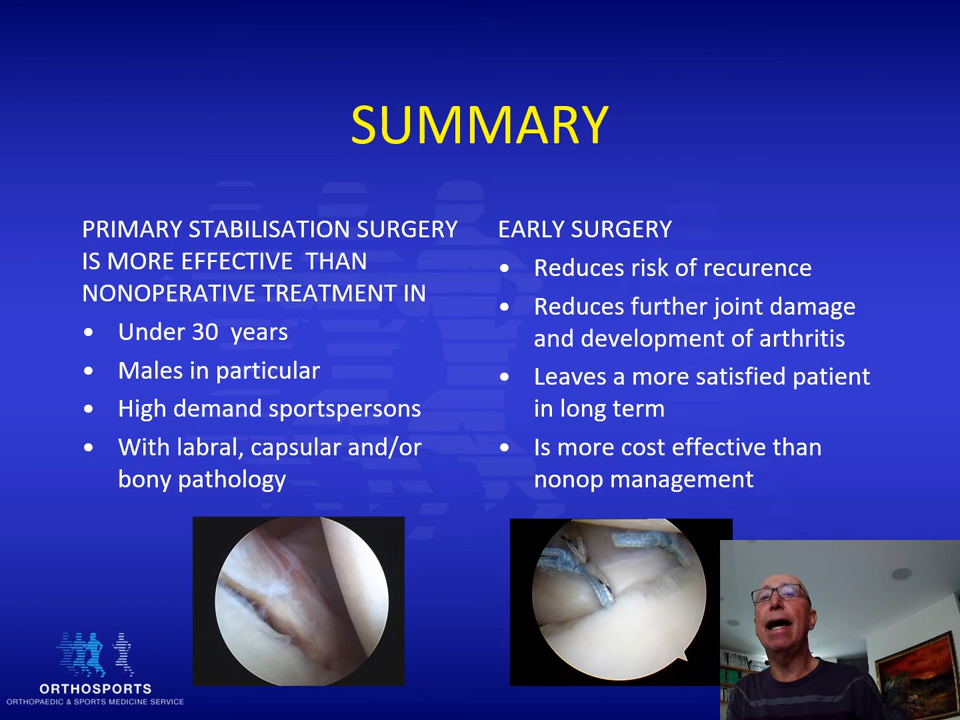 SUMMARY
PRIMARY STABILISATION SURGERY
IS MORE EFFECTIVE THAN
NONOPERATIVE TREATMENT IN
• Under 30 years
• Males in particular
• High demand sportspersons
• With labral, capsular and/or
bony pathology
EARLY SURGERY
• Reduces risk of recurence
• Reduces further joint damage
and development of arthritis
• Leaves a more satisfied patient
in long term
• Is more cost effective than
nonop management
ORTHOSPORTS
ORTHOPAEDIC & SPORTS MEDICINE SERVICE